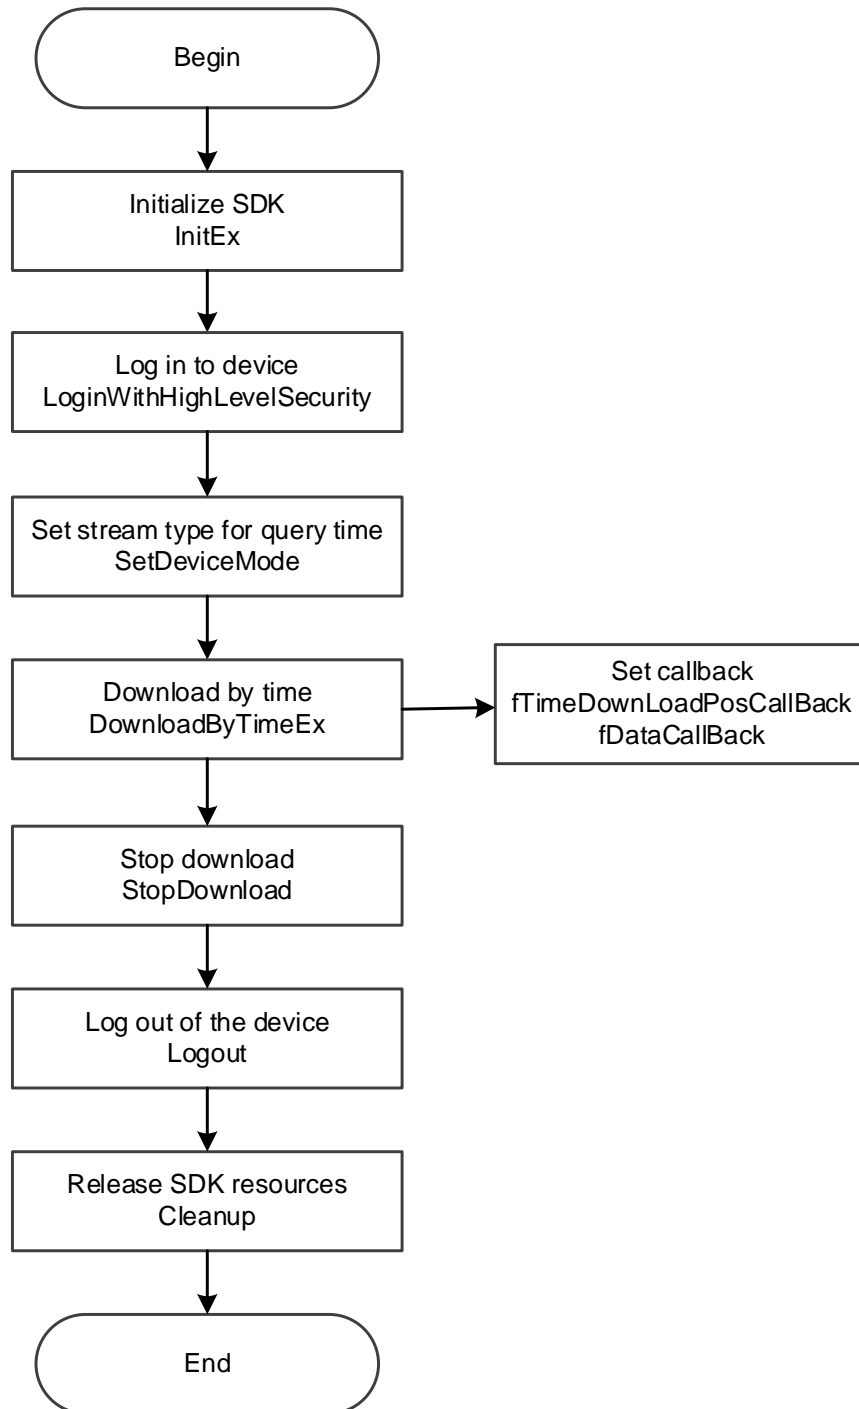 Begin
Initialize SDK
InitEx
Log in to device
LoginWithHighLevelSecurity
Set stream type for query time
SetDeviceMode
Download by time
DownloadByTimeEx
Set callback
fTimeDownLoadPosCallBack
fDataCallBack
Stop download
StopDownload
Log out of the device
Logout
Release SDK resources
Cleanup
End